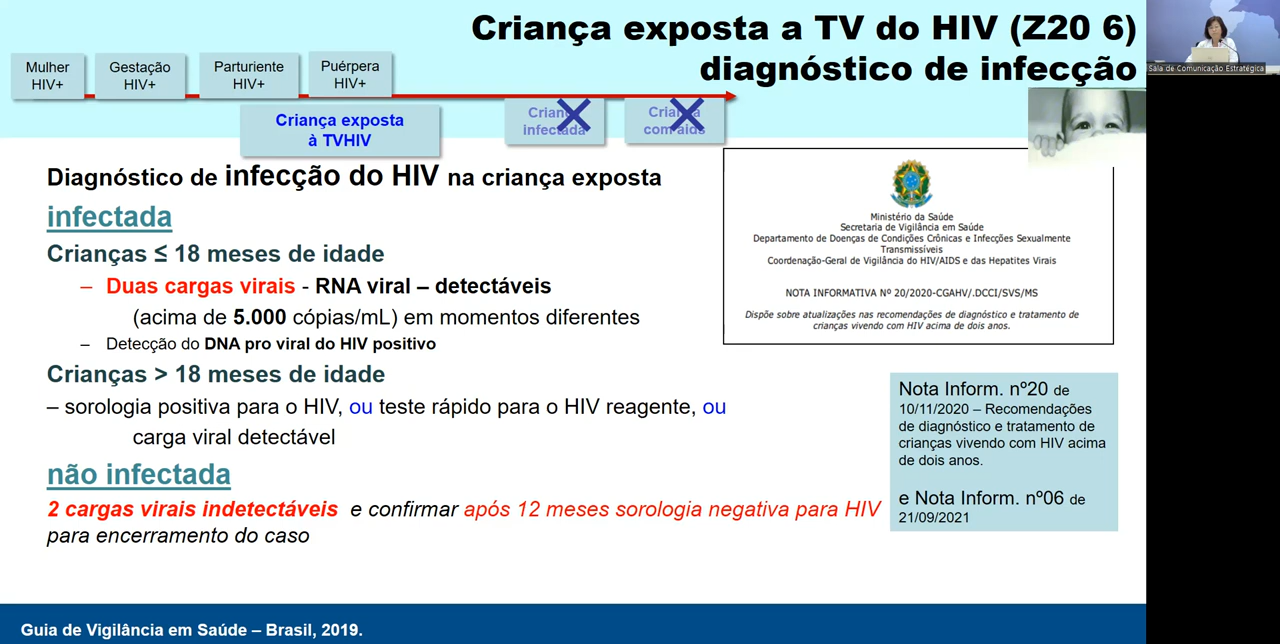 Criança exposta a TV do HIV (Z20 6)
diagnóstico de infecção
Sala de Comunicação Estratégica
Mulher
HIV+
Gestação
HIV+
Parturiente
HIV+
Puérpera
HIV+
Criança exposta
à TVHIV
Criança
infectada
Criança
com aids
Diagnóstico de infecção do HIV na criança exposta
infectada
Crianças ≤ 18 meses de idade
– Duas cargas virais - RNA viral – detectáveis
(acima de 5.000 cópias/mL) em momentos diferentes
– Detecção do DNA pro viral do HIV positivo
Crianças > 18 meses de idade
– sorologia positiva para o HIV, ou teste rápido para o HIV reagente, ou
carga viral detectável
não infectada
2 cargas virais indetectáveis e confirmar após 12 meses sorologia negativa para HIV
para encerramento do caso
Ministério da Saúde
Secretaria de Vigilância em Saúde
Departamento de Doenças de Condições Crônicas e Infecções Sexualmente
Transmissíveis
Coordenação-Geral de Vigilância do HIV/AIDS e das Hepatites Virais
NOTA INFORMATIVA Nº 20/2020-CGAHV/.DCCI/SVS/MS
Dispõe sobre atualizações nas recomendações de diagnóstico e tratamento de
crianças vivendo com HIV acima de dois anos.
Nota Inform. nº20 de
10/11/2020 – Recomendações
de diagnóstico e tratamento de
crianças vivendo com HIV acima
de dois anos.
e Nota Inform. nº06 de
21/09/2021
Guia de Vigilância em Saúde – Brasil, 2019.